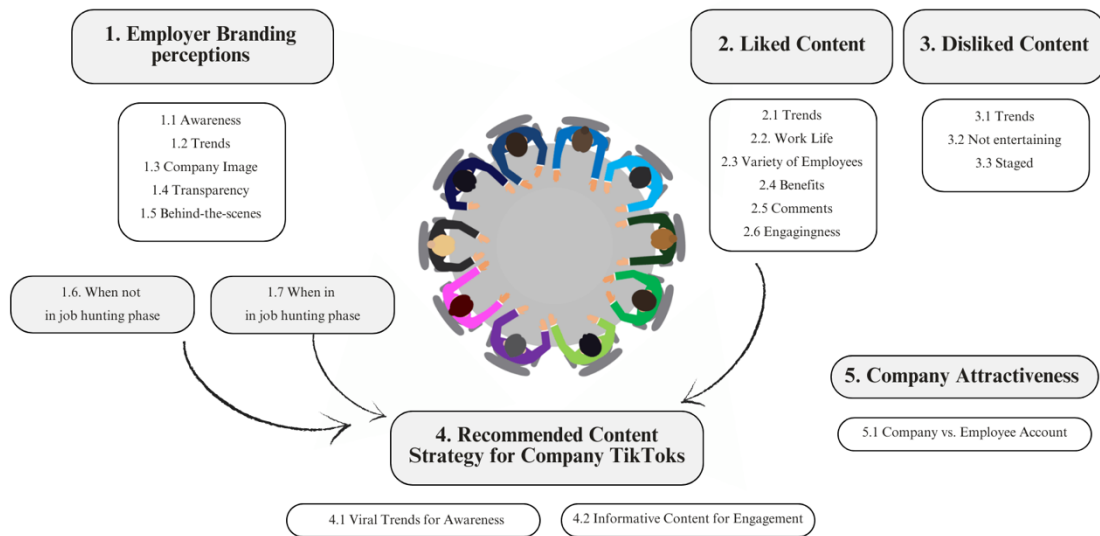 1. Employer Branding
perceptions
1.1 Awareness
1.2 Trends
1.3 Company Image
1.4 Transparency
1.5 Behind-the-scenes
1.6. When not
in job hunting phase
1.7 When in
in job hunting phase
2. Liked Content
2.1 Trends
2.2. Work Life
2.3 Variety of Employees
2.4 Benefits
2.5 Comments
2.6 Engagingness
3. Disliked Content
3.1 Trends
3.2 Not entertaining
3.3 Staged
4. Recommended Content
Strategy for Company TikToks
4.1 Viral Trends for Awareness
4.2 Informative Content for Engagement
5. Company Attractiveness
5.1 Company vs. Employee Account